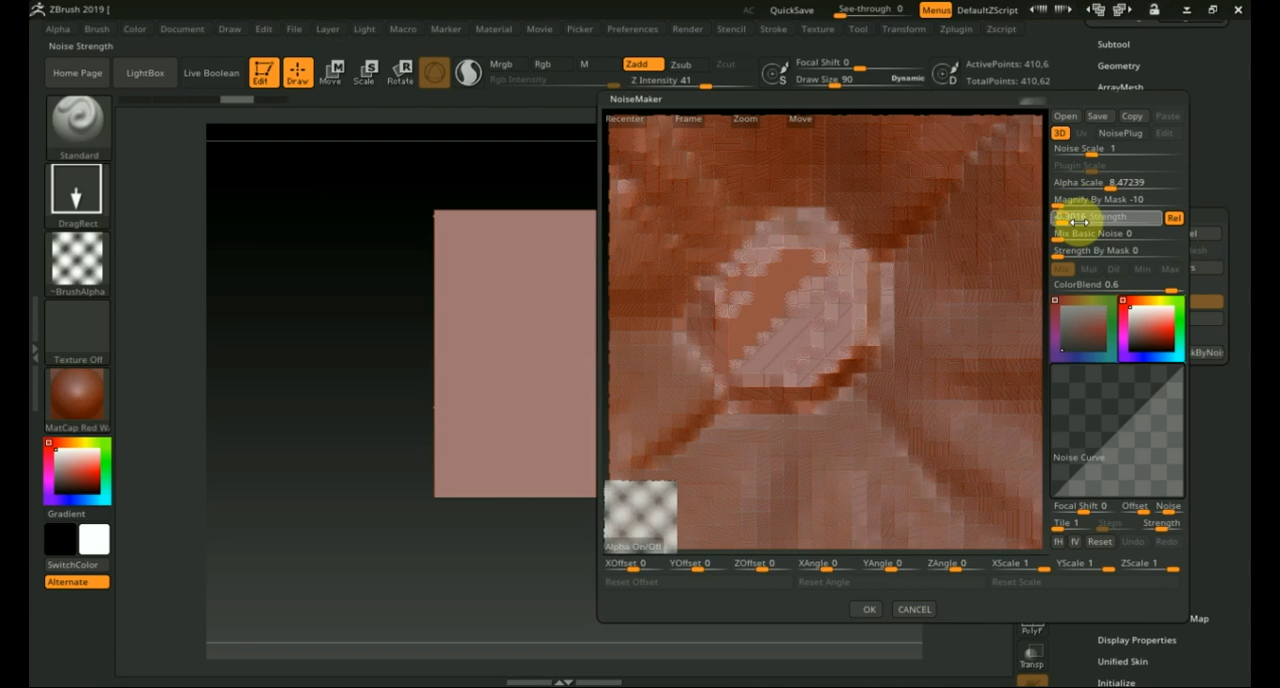 ZBrush 2019 [
AC QuickSave See-through 0 Menus DefaultZScript
Alpha Brush Color Document Draw Edit File Layer Light Macro Marker Material Movie Picker Preferences Render Stencil Stroke Texture Tool Transform Zplugin Zscript
Noise Strength
Home Page LightBox Live Boolean Edit Draw Move Scale Rotate
Mrgb Rgb M Zadd Zsub Zcut
Rgb Intensity Z Intensity 41
Focal Shift 0
Draw Size 90 Dynamic
ActivePoints: 410,6
TotalPoints: 410,62
S
D
Subtool
Geometry
ArrayMesh
Standard
DragRect
~BrushAlpha
Texture Off
MatCap Red W
Gradient
SwitchColor
Alternate
NoiseMaker
Recenter Frame Zoom Move
Alpha On/Off
Open Save Copy Paste
3D Uv NoisePlug Edit
Noise Scale 1
Plugin Scale
Alpha Scale 8.47239
Magnify By Mask -10
Strength Rel
Mix Basic Noise 0
Strength By Mask 0
Mix Mul Dif Min Max
ColorBlend 0.6
Noise Curve
Focal Shift 0 Offset Noise
Tile 1 Steps Strength
fH fV Reset Undo Redo
XOffset 0 YOffset 0 ZOffset 0 XAngle 0 YAngle 0 ZAngle 0 XScale 1 YScale 1 ZScale 1
Reset Offset Reset Angle Reset Scale
OK CANCEL
el
esh
s
kByNoi
Map
PolyF
Transp
Display Properties
Unified Skin
Initialize